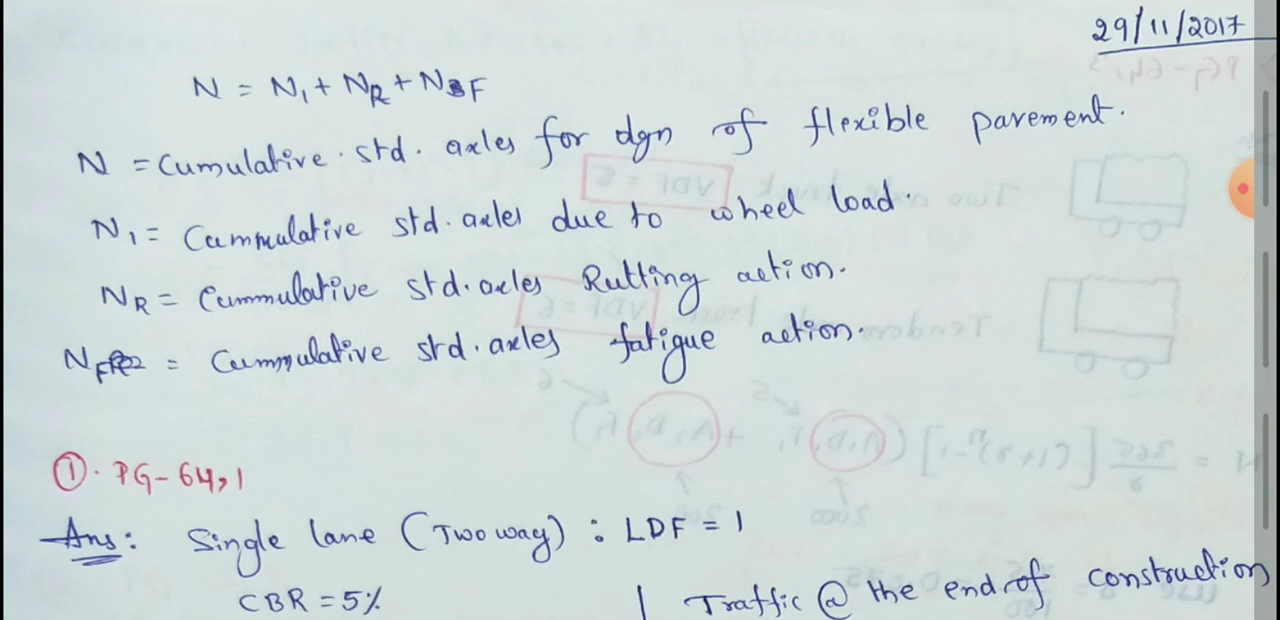 29/11/2017
N = N1 + NR + NBF
N = Cumulative. std. axles for dgn of flexible pavement.
N1 = Cammulative std. axles due to wheel load.
NR = Cummulative std. axles Rutting action.
NF = Cummulative std. axles fatigue action.
①. PG-64,1
Ans: Single lane (Two way) : LDF = 1
CBR = 5% | Traffic @ the end of construction